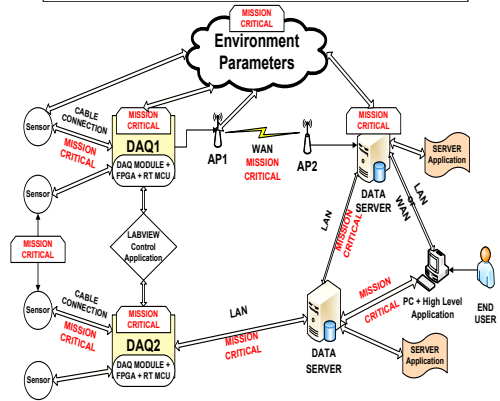 MISSION
CRITICAL
Environment
Parameters
Sensor
CABLE
CONNECTION
MISSION
CRITICAL
MISSION
CRITICAL
DAQ1
DAQ MODULE +
FPGA + RT MCU
AP1
WAN
MISSION
CRITICAL
AP2
MISSION
CRITICAL
DATA
SERVER
SERVER
Application
Sensor
MISSION
CRITICAL
LABVIEW
Control
Application
LAN
MISSION
CRITICAL
LAN
or
WAN
PC + High Level
Application
END
USER
Sensor
CABLE
CONNECTION
MISSION
CRITICAL
MISSION
CRITICAL
DAQ2
DAQ MODULE +
FPGA + RT MCU
LAN
MISSION
CRITICAL
DATA
SERVER
MISSION
CRITICAL
SERVER
Application
Sensor